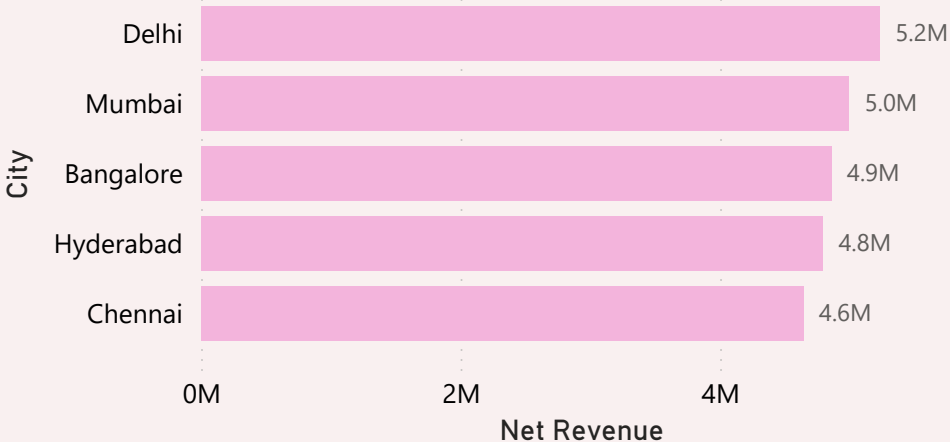 Delhi 5.2M
Mumbai 5.0M
City
Bangalore 4.9M
Hyderabad 4.8M
Chennai 4.6M
0M 2M 4M
Net Revenue